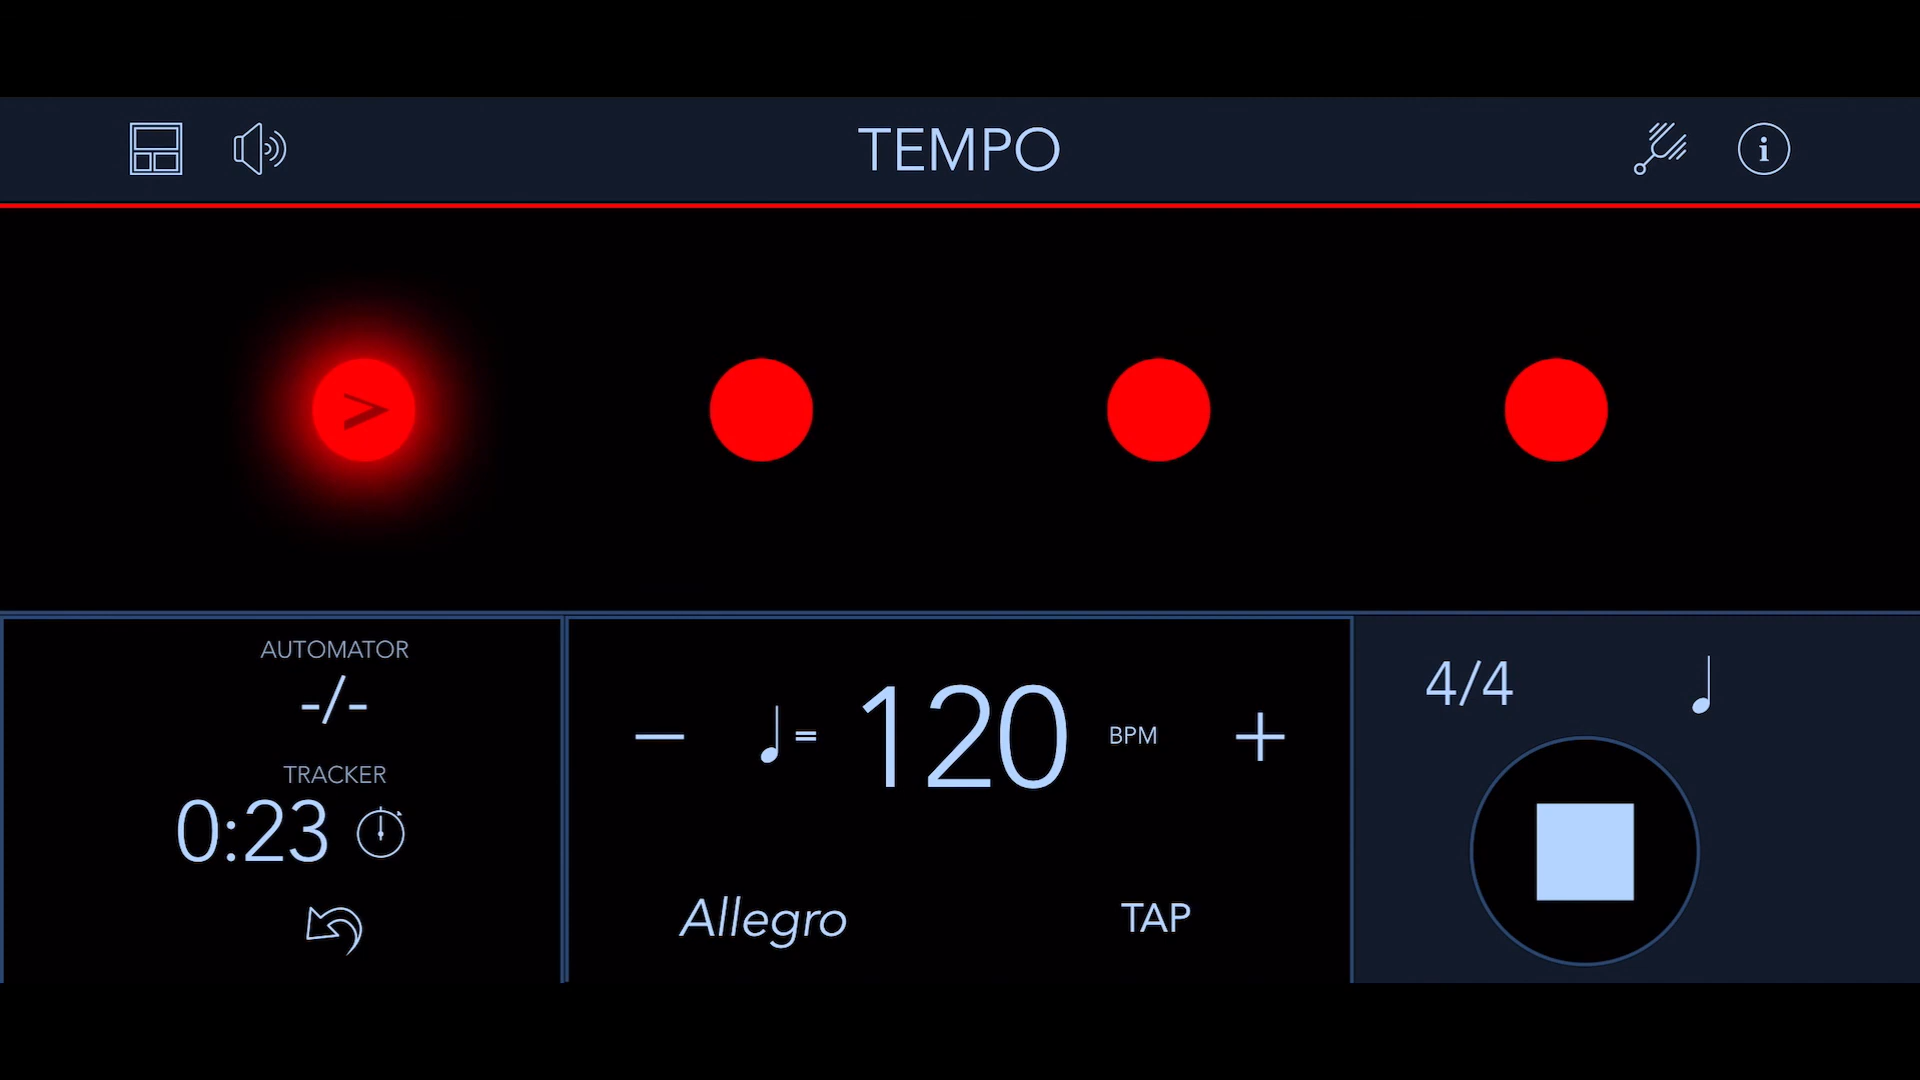 TEMPO
>
AUTOMATOR
-/-
TRACKER
0:23
= 120 BPM
Allegro
TAP
4/4